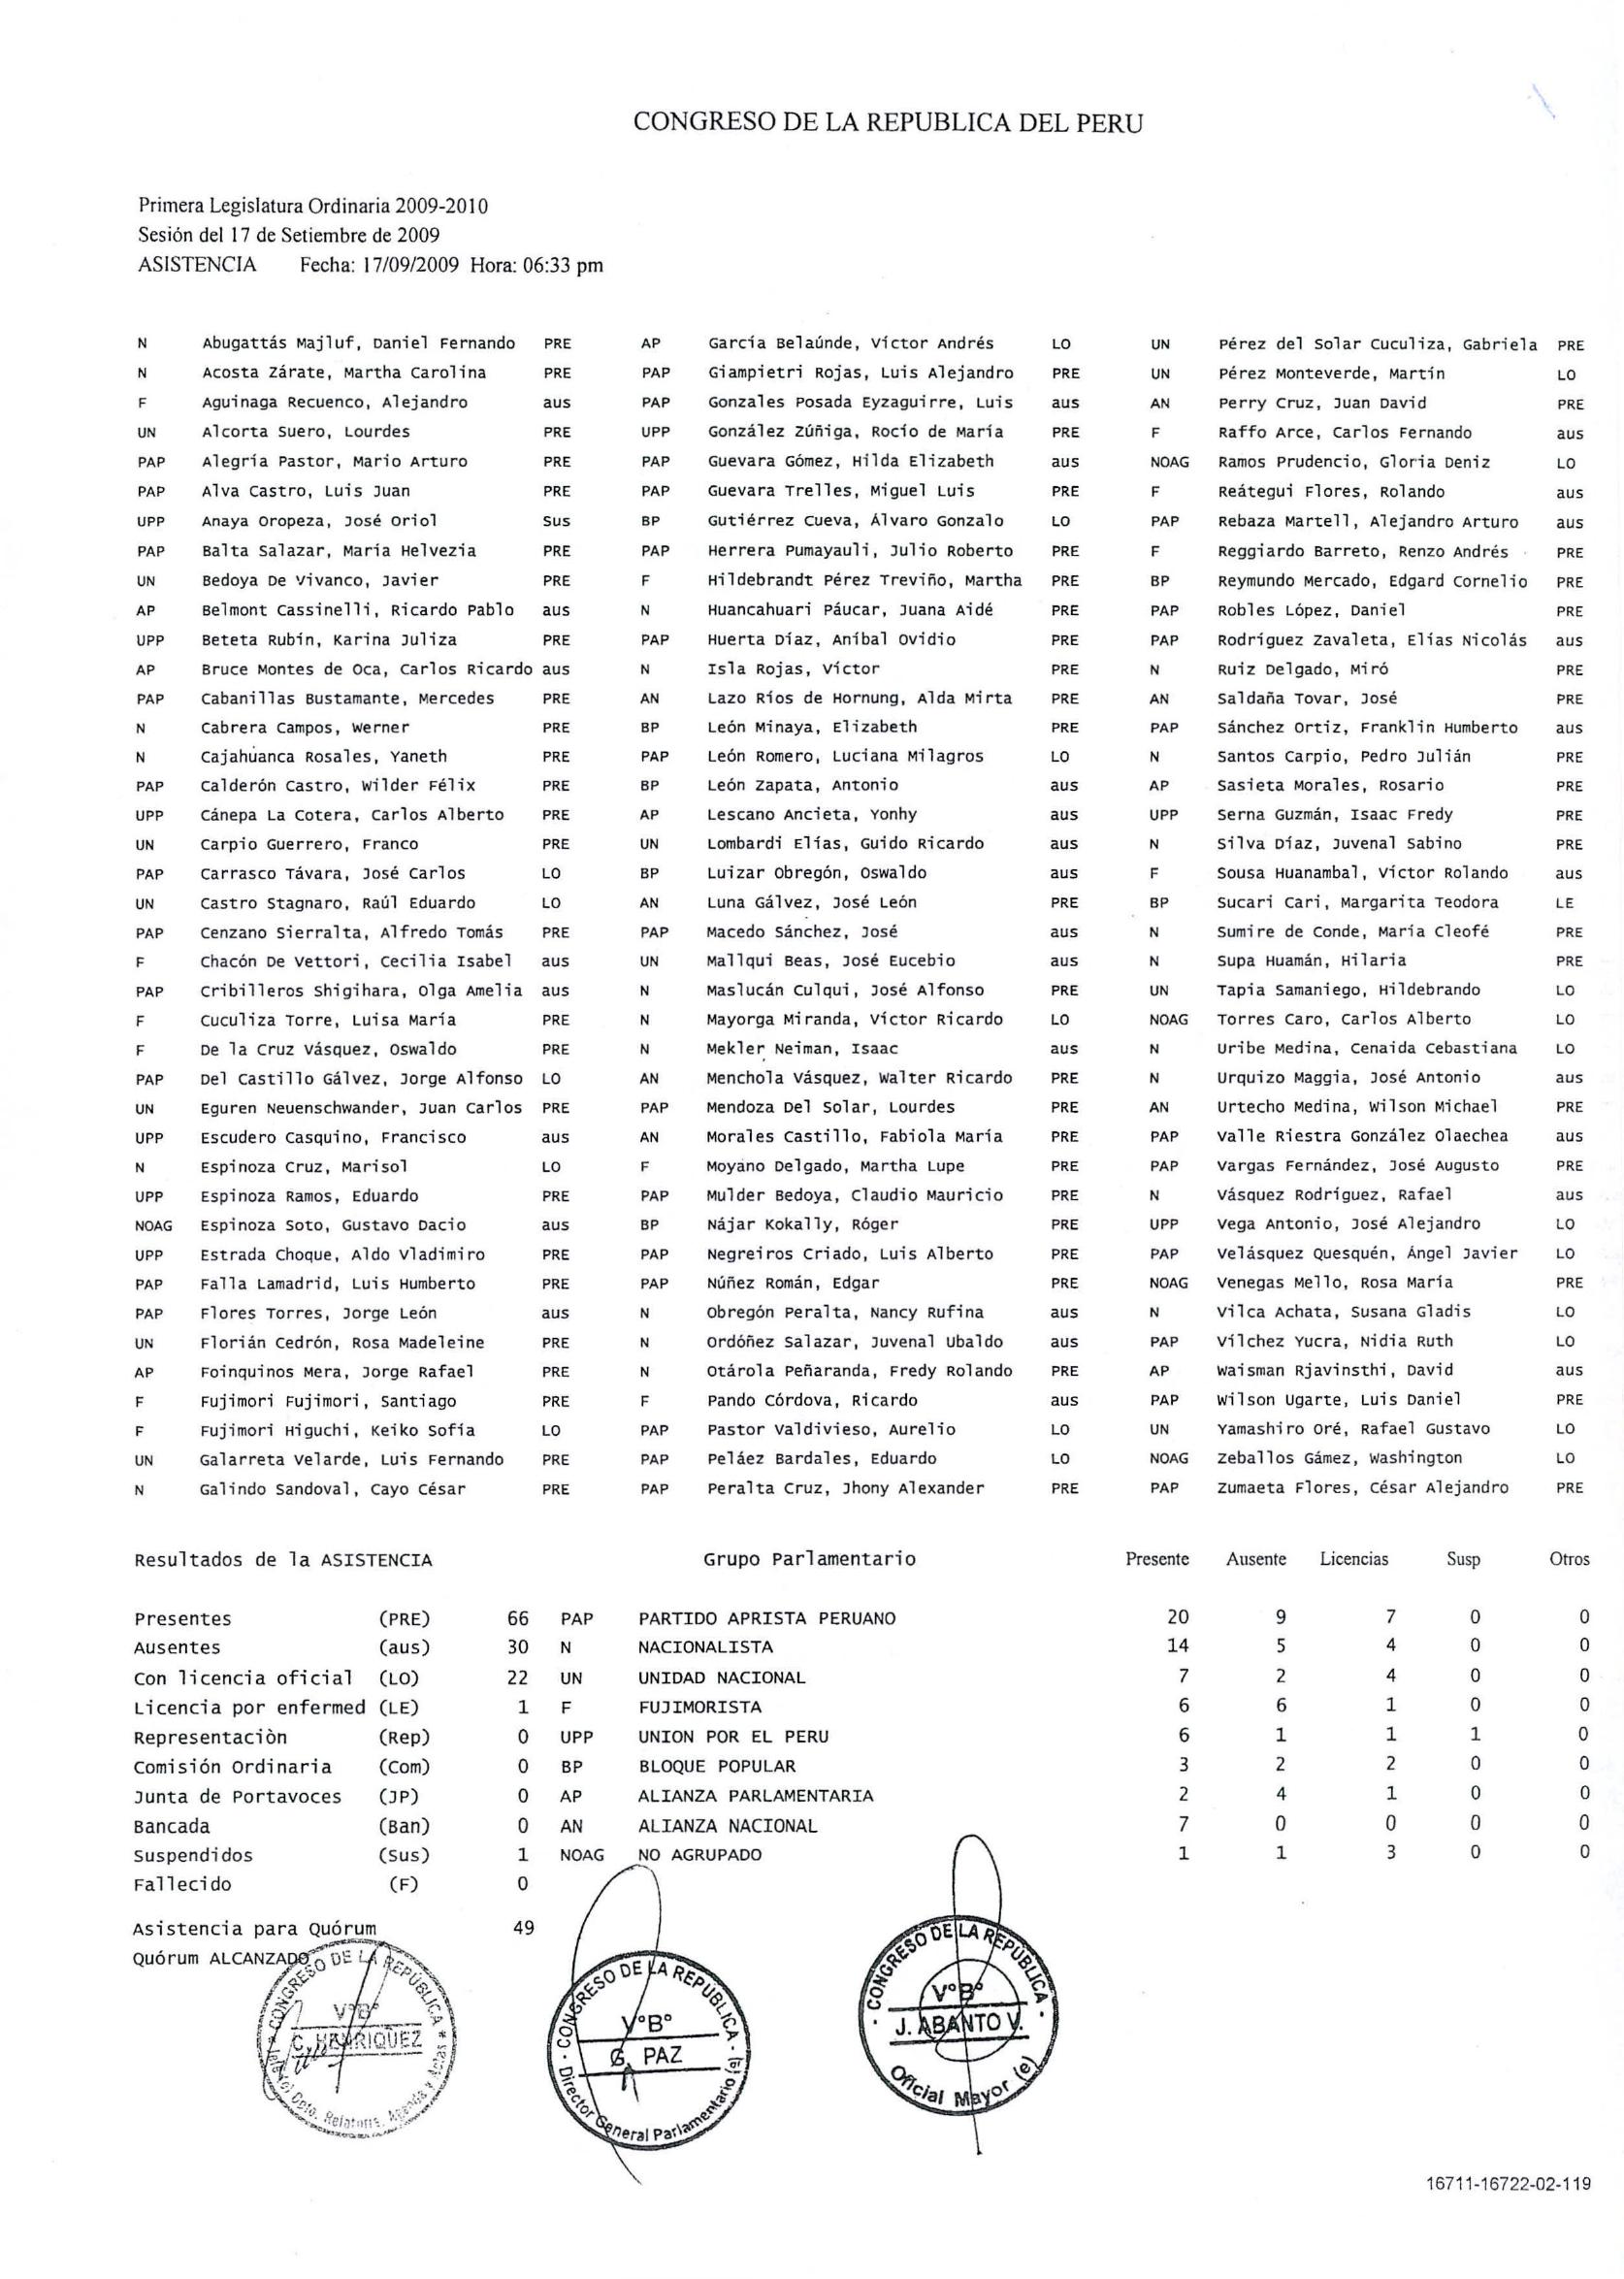 CONGRESO DE LA REPUBLICA DEL PERU
Primera Legislatura Ordinaria 2009-2010
Sesión del 17 de Setiembre de 2009
ASISTENCIA Fecha: 17/09/2009 Hora: 06:33 pm
N Abugattás Majluf, Daniel Fernando PRE AP García Belaúnde, Víctor Andrés LO UN Pérez del Solar Cuculiza, Gabriela PRE
N Acosta Zárate, Martha Carolina PRE PAP Giampietri Rojas, Luis Alejandro PRE UN Pérez Monteverde, Martín LO
F Aguinaga Recuenco, Alejandro aus PAP Gonzales Posada Eyzaguirre, Luis aus AN Perry Cruz, Juan David PRE
UN Alcorta Suero, Lourdes PRE UPP González Zúñiga, Rocío de María PRE F Raffo Arce, Carlos Fernando aus
PAP Alegría Pastor, Mario Arturo PRE PAP Guevara Gómez, Hilda Elizabeth aus NOAG Ramos Prudencio, Gloria Deniz LO
PAP Alva Castro, Luis Juan PRE PAP Guevara Trelles, Miguel Luis PRE F Reátegui Flores, Rolando aus
UPP Anaya Oropeza, José Oriol Sus BP Gutiérrez Cueva, Álvaro Gonzalo LO PAP Rebaza Martell, Alejandro Arturo aus
PAP Balta Salazar, María Helvezia PRE PAP Herrera Pumayauli, Julio Roberto PRE F Reggiardo Barreto, Renzo Andrés PRE
UN Bedoya De Vivanco, Javier PRE F Hildebrandt Pérez Treviño, Martha PRE BP Reymundo Mercado, Edgard Cornelio PRE
AP Belmont Cassinelli, Ricardo Pablo aus N Huancahuari Páucar, Juana Aidé PRE PAP Robles López, Daniel PRE
UPP Beteta Rubín, Karina Juliza PRE PAP Huerta Díaz, Aníbal Ovidio PRE PAP Rodríguez Zavaleta, Elías Nicolás aus
AP Bruce Montes de Oca, Carlos Ricardo aus N Isla Rojas, Víctor PRE N Ruiz Delgado, Miró PRE
PAP Cabanillas Bustamante, Mercedes PRE AN Lazo Ríos de Hornung, Alda Mirta PRE AN Saldaña Tovar, José PRE
N Cabrera Campos, Werner PRE BP León Minaya, Elizabeth PRE PAP Sánchez Ortiz, Franklin Humberto aus
N Cajahuanca Rosales, Yaneth PRE PAP León Romero, Luciana Milagros LO N Santos Carpio, Pedro Julián PRE
PAP Calderón Castro, Wilder Félix PRE BP León Zapata, Antonio aus AP Sasieta Morales, Rosario PRE
UPP Cánepa La Cotera, Carlos Alberto PRE AP Lescano Ancieta, Yonhy aus UPP Serna Guzmán, Isaac Fredy PRE
UN Carpio Guerrero, Franco PRE UN Lombardi Elías, Guido Ricardo aus N Silva Díaz, Juvenal Sabino PRE
PAP Carrasco Távara, José Carlos LO BP Luizar Obregón, Oswaldo aus F Sousa Huanambal, Víctor Rolando aus
UN Castro Stagnaro, Raúl Eduardo LO AN Luna Gálvez, José León PRE BP Sucari Cari, Margarita Teodora LE
PAP Cenzano Sierralta, Alfredo Tomás PRE PAP Macedo Sánchez, José aus N Sumire de Conde, María Cleofé PRE
F Chacón De Vettori, Cecilia Isabel aus UN Mallqui Beas, José Eucebio aus N Supa Huamán, Hilaria PRE
PAP Cribilleros Shigihara, Olga Amelia aus N Maslucán Culqui, José Alfonso PRE UN Tapia Samaniego, Hildebrando LO
F Cuculiza Torre, Luisa María PRE N Mayorga Miranda, Víctor Ricardo LO NOAG Torres Caro, Carlos Alberto LO
F De la Cruz Vásquez, Oswaldo PRE N Mekler Neiman, Isaac aus N Uribe Medina, Cenaida Cebastiana LO
PAP Del Castillo Gálvez, Jorge Alfonso LO AN Menchola Vásquez, Walter Ricardo PRE N Urquizo Maggia, José Antonio aus
UN Eguren Neuenschwander, Juan Carlos PRE PAP Mendoza Del Solar, Lourdes PRE AN Urtecho Medina, Wilson Michael PRE
UPP Escudero Casquino, Francisco aus AN Morales Castillo, Fabiola María PRE PAP Valle Riestra González Olaechea aus
N Espinoza Cruz, Marisol LO F Moyano Delgado, Martha Lupe PRE PAP Vargas Fernández, José Augusto PRE
UPP Espinoza Ramos, Eduardo PRE PAP Mulder Bedoya, Claudio Mauricio PRE N Vásquez Rodríguez, Rafael aus
NOAG Espinoza Soto, Gustavo Dacio aus BP Nájar Kokally, Róger PRE UPP Vega Antonio, José Alejandro LO
UPP Estrada Choque, Aldo Vladimiro PRE PAP Negreiros Criado, Luis Alberto PRE PAP Velásquez Quesquén, Ángel Javier LO
PAP Falla Lamadrid, Luis Humberto PRE PAP Núñez Román, Edgar PRE NOAG Venegas Mello, Rosa María PRE
PAP Flores Torres, Jorge León aus N Obregón Peralta, Nancy Rufina aus N Vilca Achata, Susana Gladis LO
UN Florián Cedrón, Rosa Madeleine PRE N Ordóñez Salazar, Juvenal Ubaldo aus PAP Vílchez Yucra, Nidia Ruth LO
AP Foinquinos Mera, Jorge Rafael PRE N Otárola Peñaranda, Fredy Rolando PRE AP Waisman Rjavinsthi, David aus
F Fujimori Fujimori, Santiago PRE F Pando Córdova, Ricardo aus PAP Wilson Ugarte, Luis Daniel PRE
F Fujimori Higuchi, Keiko Sofía LO PAP Pastor Valdivieso, Aurelio LO UN Yamashiro Oré, Rafael Gustavo LO
UN Galarreta Velarde, Luis Fernando PRE PAP Peláez Bardales, Eduardo LO NOAG Zeballos Gámez, Washington LO
N Galindo Sandoval, Cayo César PRE PAP Peralta Cruz, Jhony Alexander PRE PAP Zumaeta Flores, César Alejandro PRE
Resultados de la ASISTENCIA Grupo Parlamentario Presente Ausente Licencias Susp Otros
Presentes (PRE) 66 PAP PARTIDO APRISTA PERUANO 20 9 7 0 0
Ausentes (aus) 30 N NACIONALISTA 14 5 4 0 0
Con licencia oficial (LO) 22 UN UNIDAD NACIONAL 7 2 4 0 0
Licencia por enfermed (LE) 1 F FUJIMORISTA 6 6 1 0 0
Representaciòn (Rep) 0 UPP UNION POR EL PERU 6 1 1 1 0
Comisión Ordinaria (Com) 0 BP BLOQUE POPULAR 3 2 2 0 0
Junta de Portavoces (JP) 0 AP ALIANZA PARLAMENTARIA 2 4 1 0 0
Bancada (Ban) 0 AN ALIANZA NACIONAL 7 0 0 0 0
Suspendidos (Sus) 1 NOAG NO AGRUPADO 1 1 3 0 0
Fallecido (F) 0
Asistencia para Quórum 49
Quórum ALCANZADO
CONGRESO DE LA REPÚBLICA
V°B°
C. HENRIQUEZ
Dpto. Relatoría, Agenda y Actas
CONGRESO DE LA REPÚBLICA
V°B°
G. PAZ
Director General Parlamentario (e)
CONGRESO DE LA REPÚBLICA
V°B°
J. ABANTO V.
Oficial Mayor (e)
16711-16722-02-119